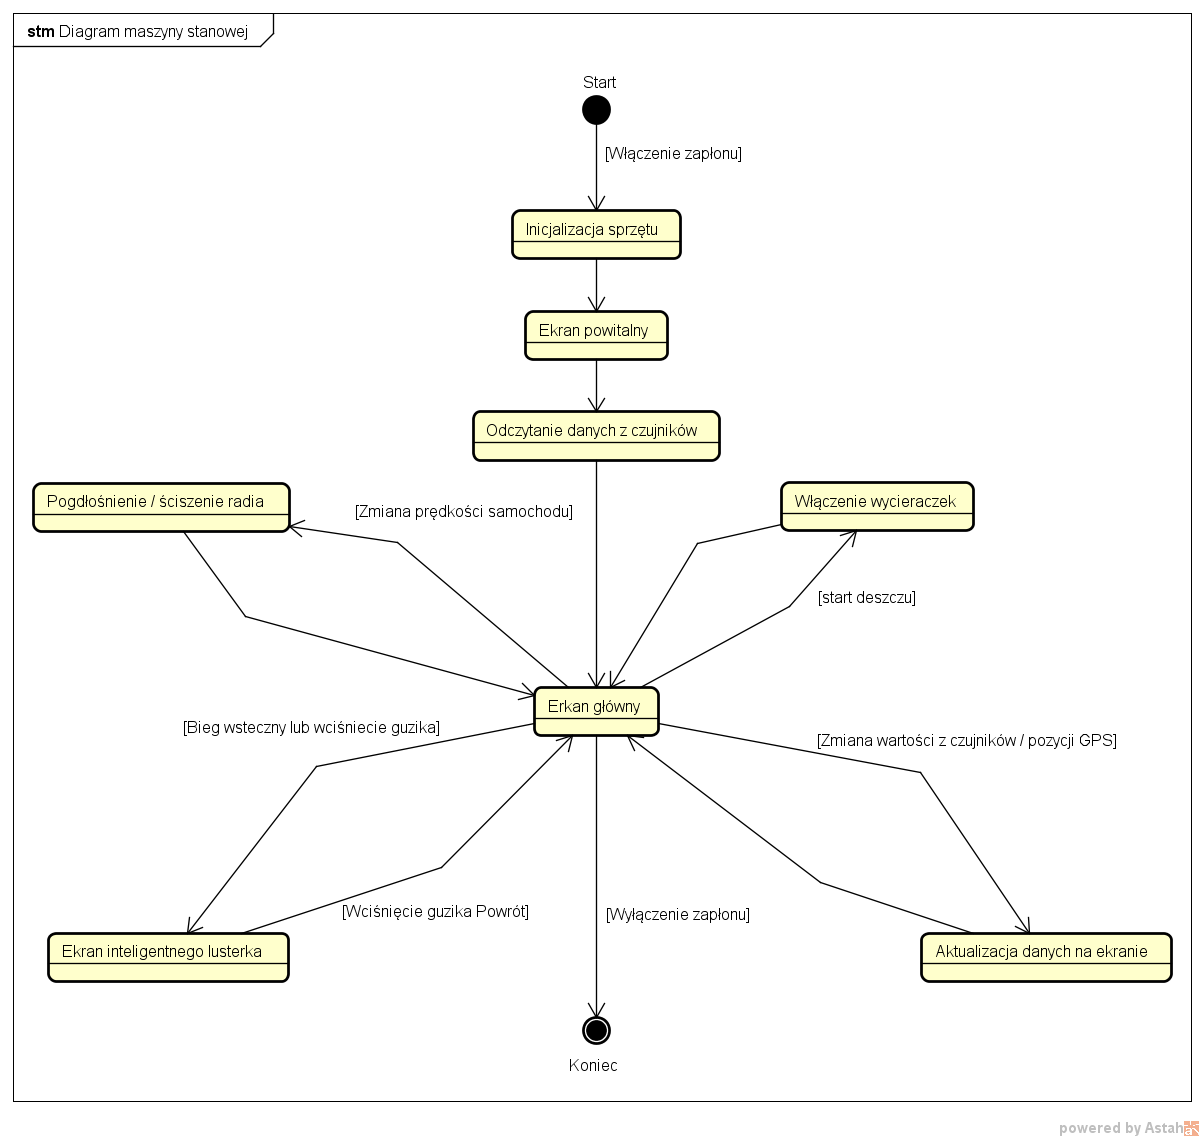 stm Diagram maszyny stanowej
Start
[Włączenie zapłonu]
Inicjalizacja sprzętu
Ekran powitalny
Odczytanie danych z czujników
Pogdłośnienie / ściszenie radia
[Zmiana prędkości samochodu]
Włączenie wycieraczek
[start deszczu]
Erkan główny
[Bieg wsteczny lub wciśniecie guzika]
[Zmiana wartości z czujników / pozycji GPS]
[Wciśnięcie guzika Powrót]
[Wyłączenie zapłonu]
Ekran inteligentnego lusterka
Aktualizacja danych na ekranie
Koniec
powered by Astah